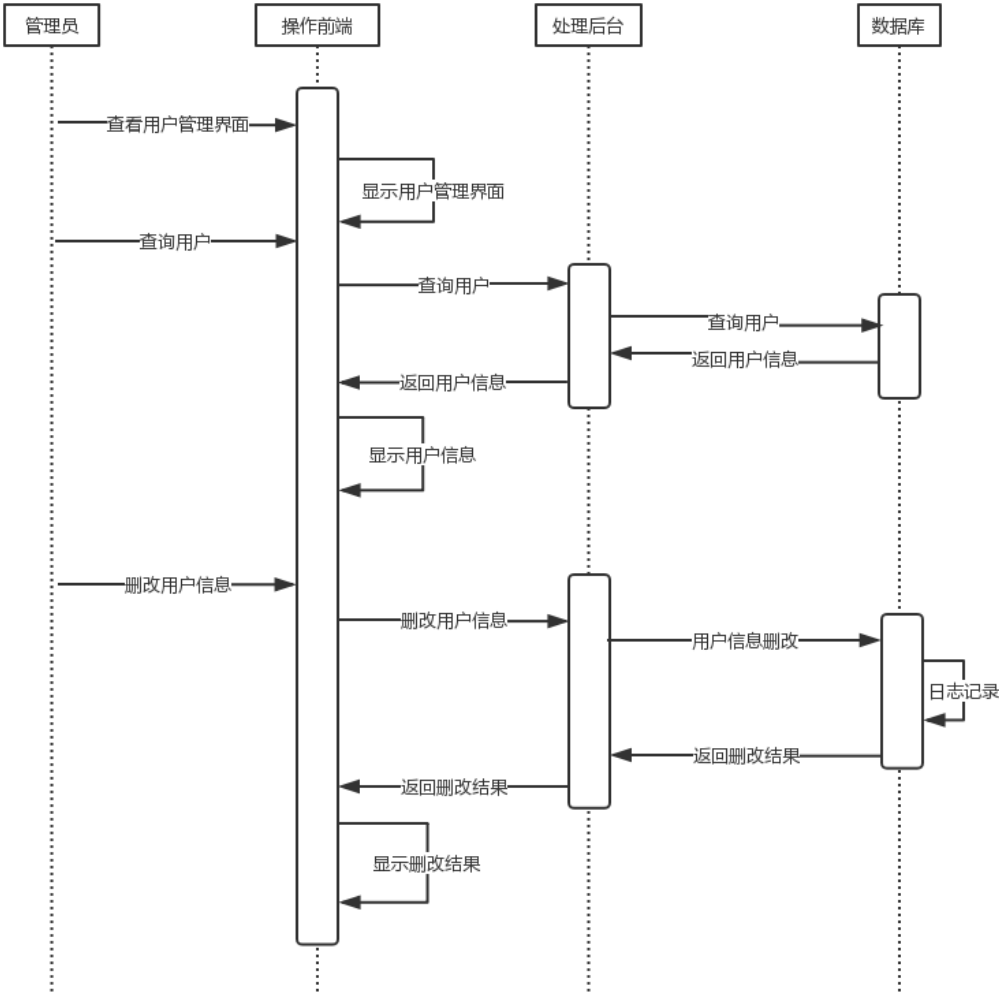 管理员
操作前端
处理后台
数据库
查看用户管理界面
显示用户管理界面
查询用户
查询用户
查询用户
返回用户信息
返回用户信息
显示用户信息
删改用户信息
删改用户信息
用户信息删改
日志记录
返回删改结果
返回删改结果
显示删改结果